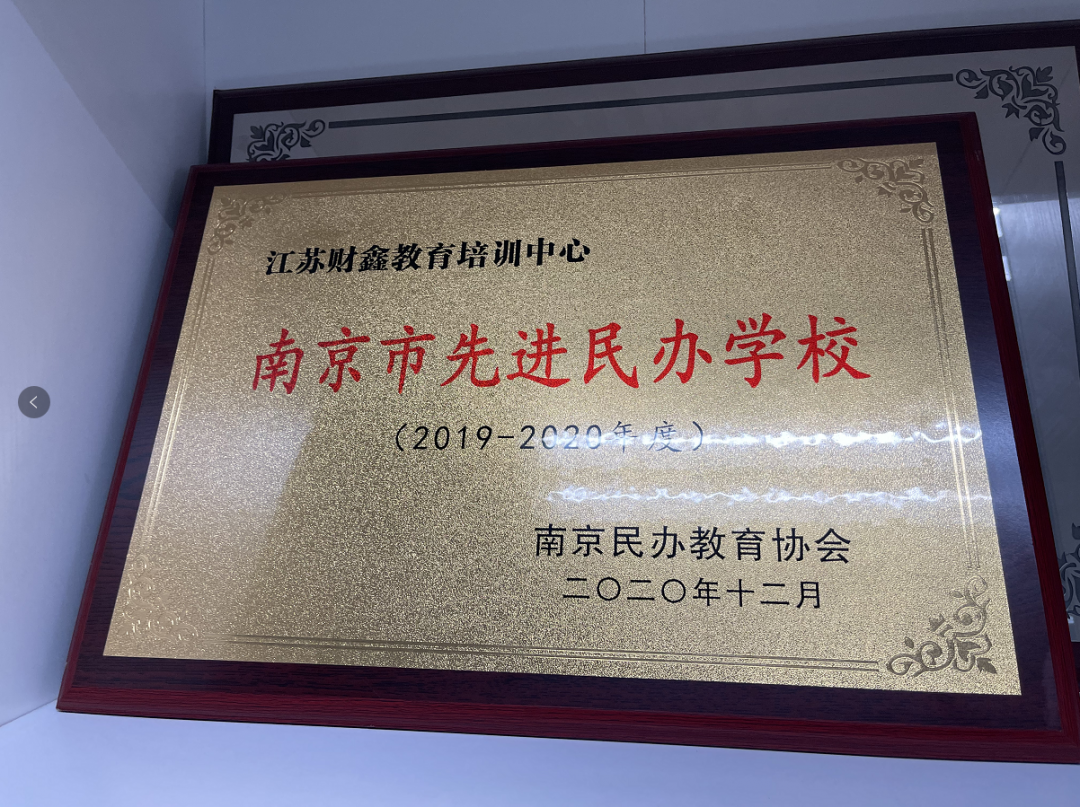 江苏财鑫教育培训中心
南京市先进民办学校
（2019-2020年度）
南京民办教育协会
二〇二〇年十二月